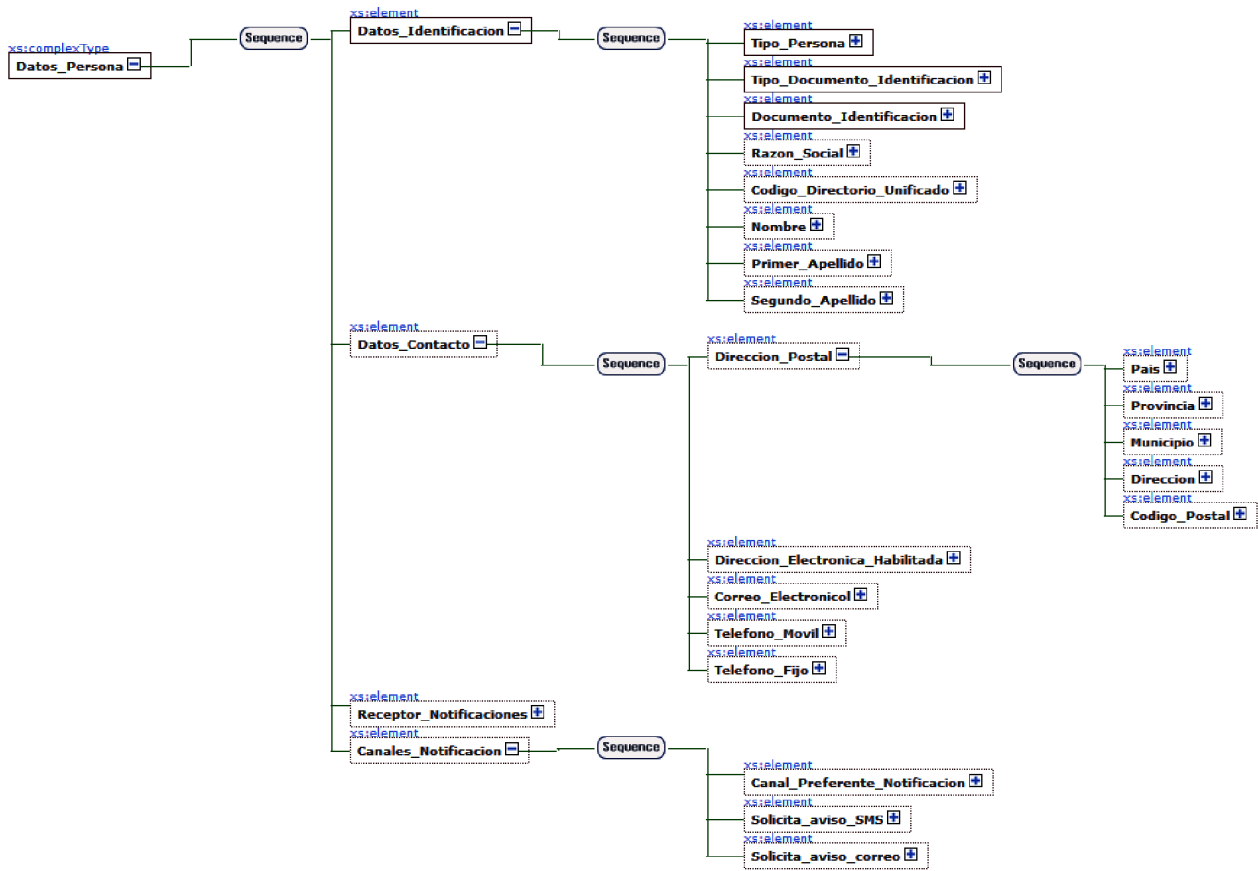 xs:complexType
Datos_Persona
Sequence
xs:element
Datos_Identificacion
Sequence
xs:element
Tipo_Persona
xs:element
Tipo_Documento_Identificacion
xs:element
Documento_Identificacion
xs:element
Razon_Social
xs:element
Codigo_Directorio_Unificado
xs:element
Nombre
xs:element
Primer_Apellido
xs:element
Segundo_Apellido
xs:element
Datos_Contacto
Sequence
xs:element
Direccion_Postal
Sequence
xs:element
Pais
xs:element
Provincia
xs:element
Municipio
xs:element
Direccion
xs:element
Codigo_Postal
xs:element
Direccion_Electronica_Habilitada
xs:element
Correo_Electronicol
xs:element
Telefono_Movil
xs:element
Telefono_Fijo
xs:element
Receptor_Notificaciones
xs:element
Canales_Notificacion
Sequence
xs:element
Canal_Preferente_Notificacion
xs:element
Solicita_aviso_SMS
xs:element
Solicita_aviso_correo